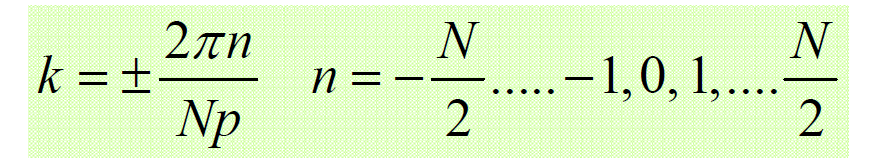 k = ± 2πn / Np   n = − N / 2 ..... − 1, 0, 1, .... N / 2